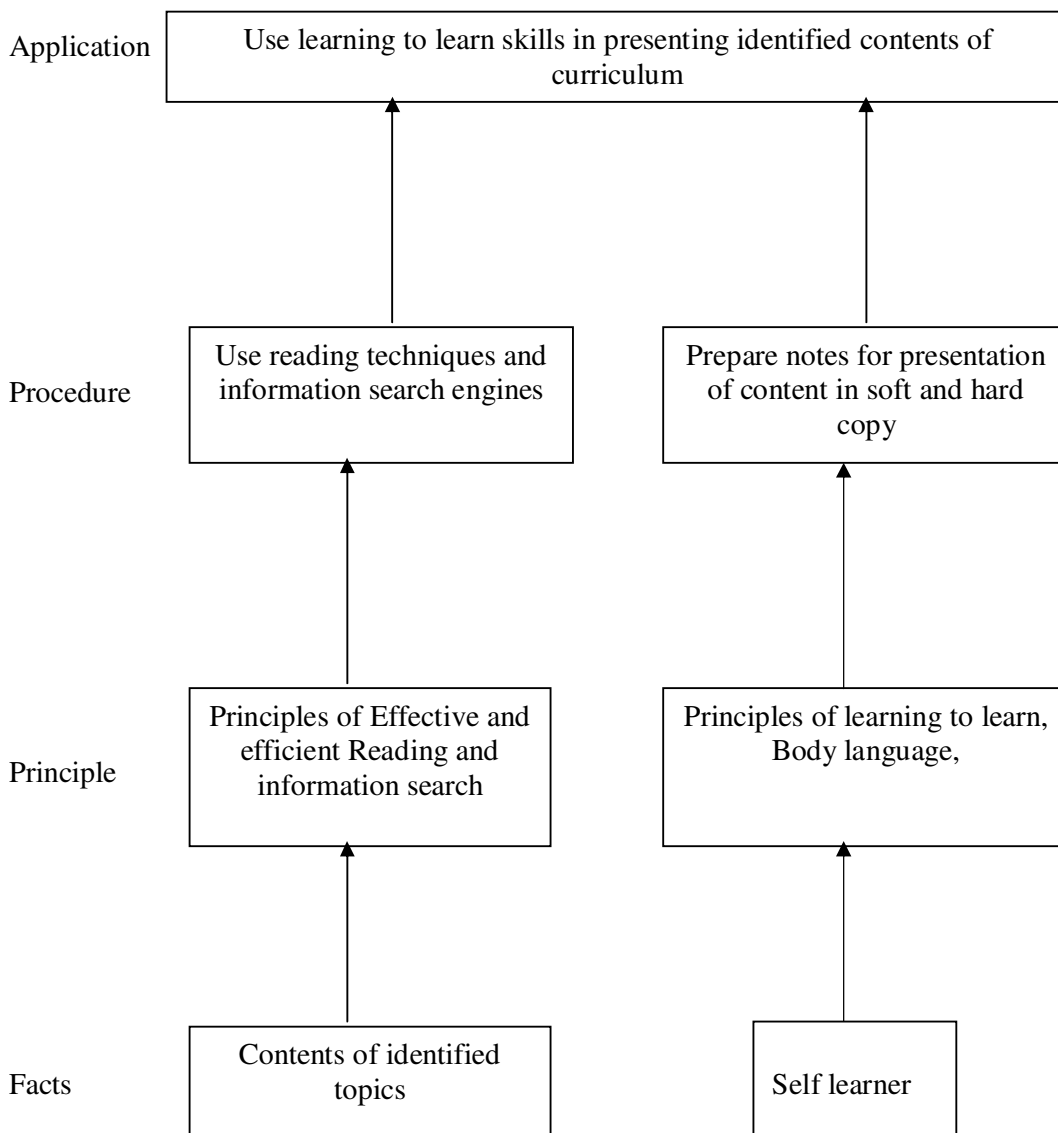 Application
Use learning to learn skills in presenting identified contents of
curriculum
Procedure
Use reading techniques and
information search engines
Prepare notes for presentation
of content in soft and hard
copy
Principle
Principles of Effective and
efficient Reading and
information search
Principles of learning to learn,
Body language,
Facts
Contents of identified
topics
Self learner